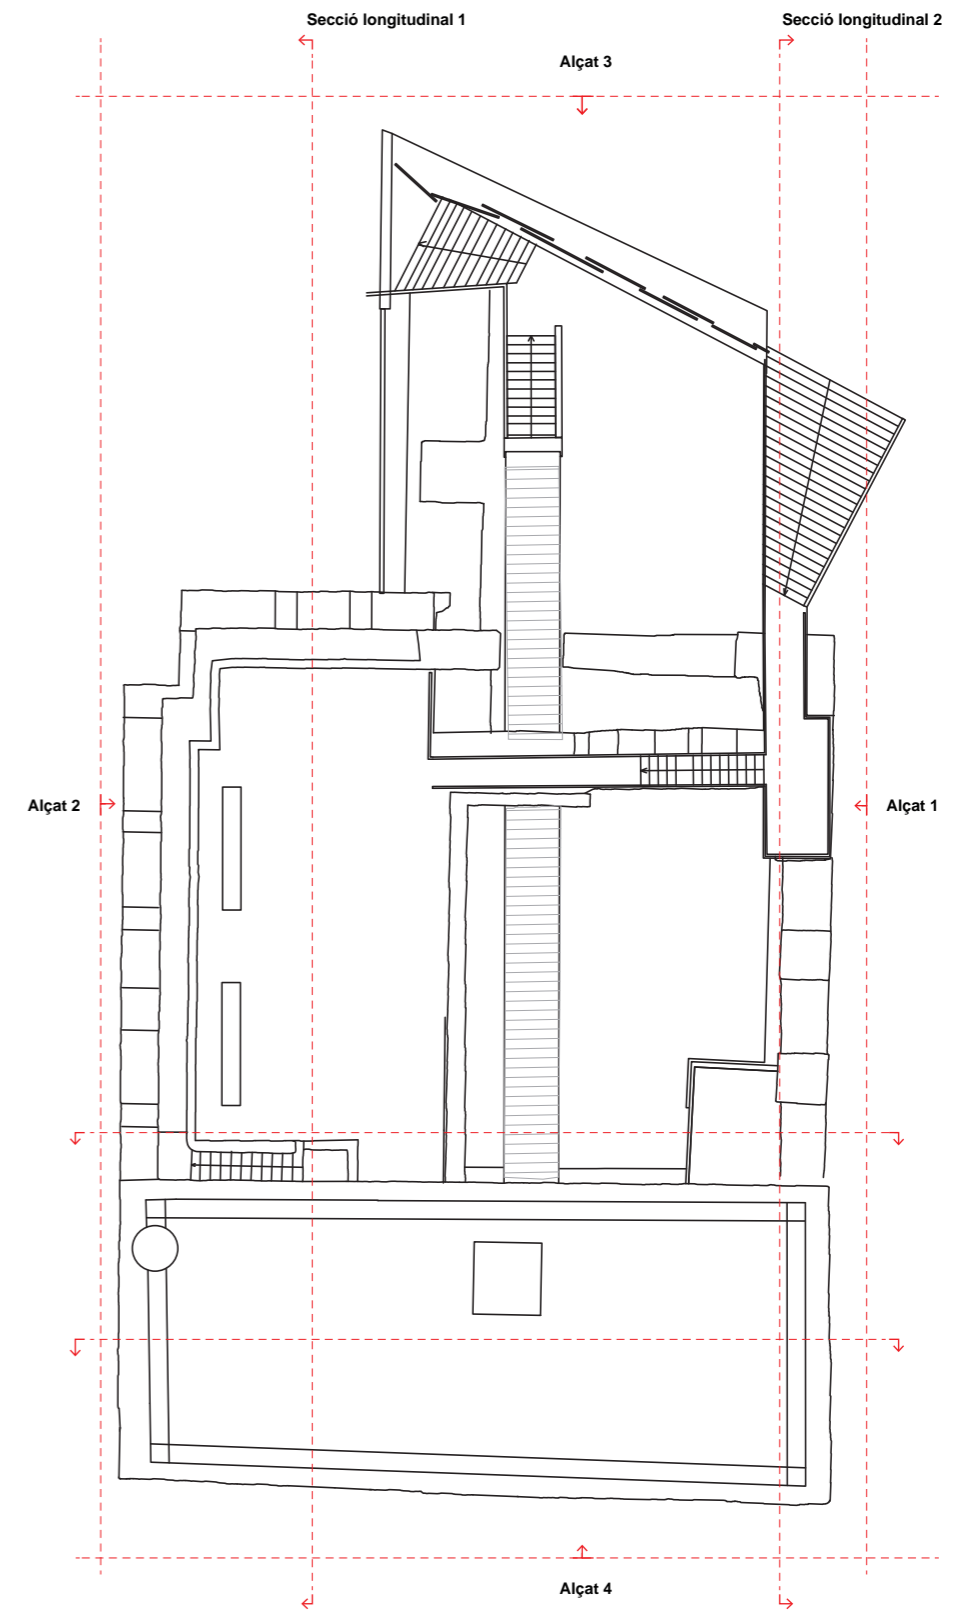 Secció longitudinal 1
Secció longitudinal 2
Alçat 3
Alçat 2
Alçat 1
Alçat 4